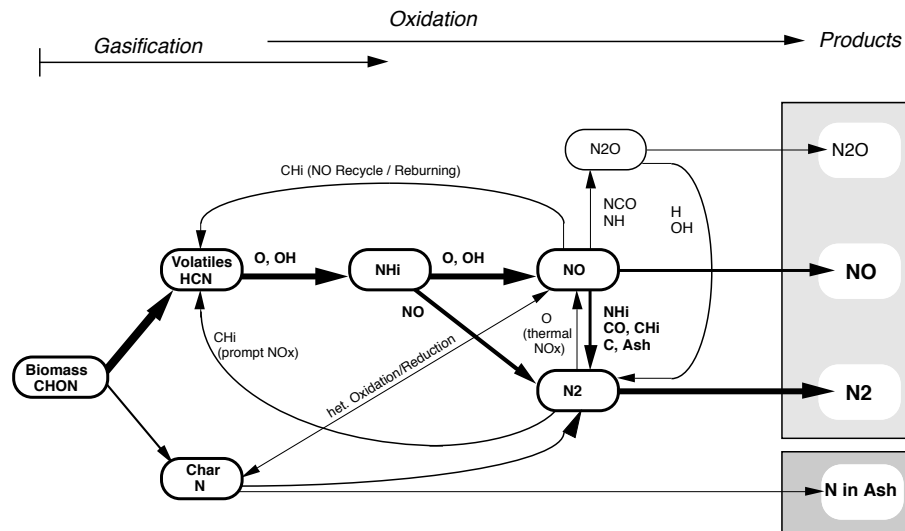 Oxidation
Gasification
Products
N2O
N2O
CHi (NO Recycle / Reburning)
NCO
NH
H
OH
Volatiles
HCN
O, OH
NHi
O, OH
NO
NO
NO
CHi
(prompt NOx)
O
(thermal
NOx)
NHi
CO, CHi
C, Ash
het. Oxidation/Reduction
Biomass
CHON
N2
N2
Char
N
N in Ash